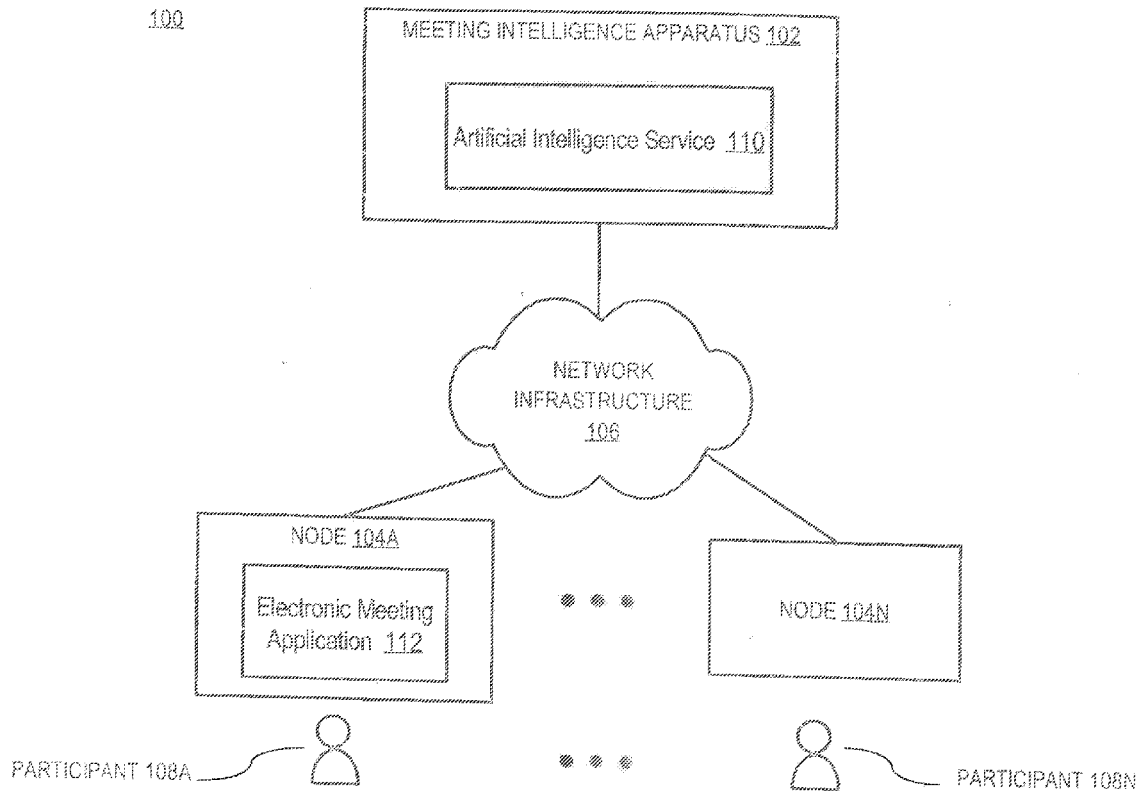 100
MEETING INTELLIGENCE APPARATUS 102
Artificial Intelligence Service 110
NETWORK
INFRASTRUCTURE
106
NODE 104A
Electronic Meeting
Application 112
NODE 104N
PARTICIPANT 108A
PARTICIPANT 108N